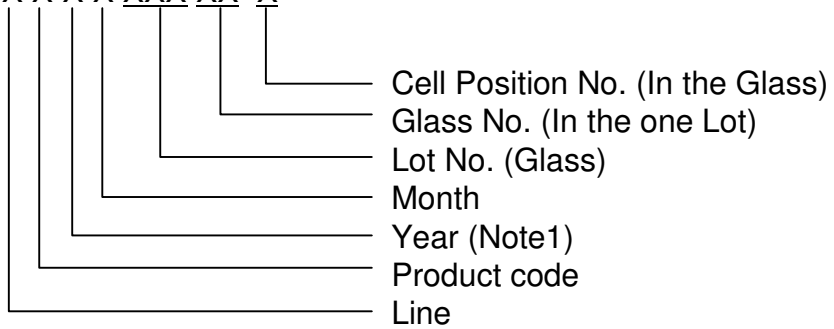 Cell Position No. (In the Glass)
Glass No. (In the one Lot)
Lot No. (Glass)
Month
Year (Note1)
Product code
Line